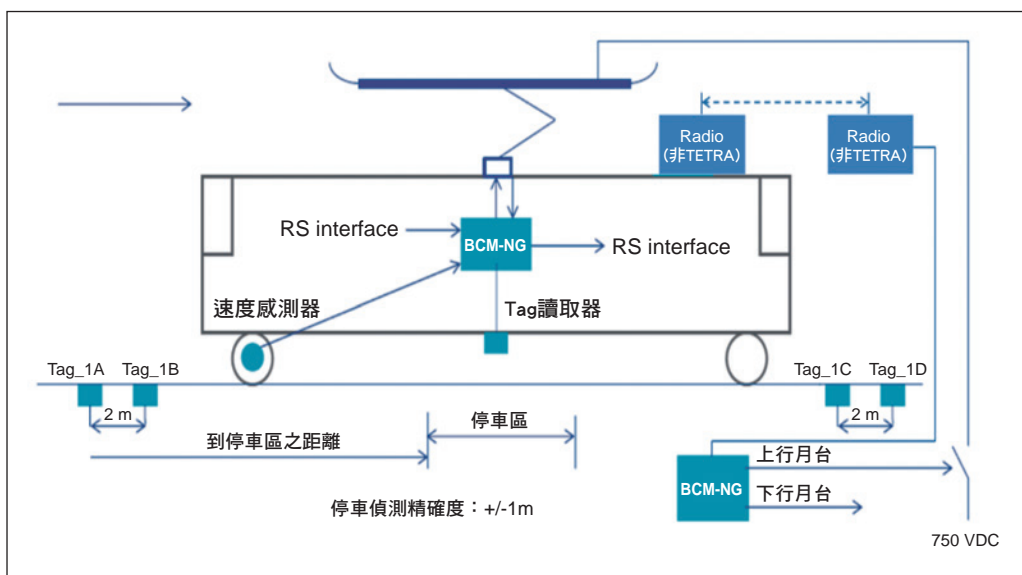 Radio
(非TETRA)
Radio
(非TETRA)
RS interface
BCM-NG
RS interface
速度感測器
Tag讀取器
Tag_1A
Tag_1B
Tag_1C
Tag_1D
2 m
2 m
停車區
到停車區之距離
上行月台
BCM-NG
下行月台
停車偵測精確度：+/-1m
750 VDC